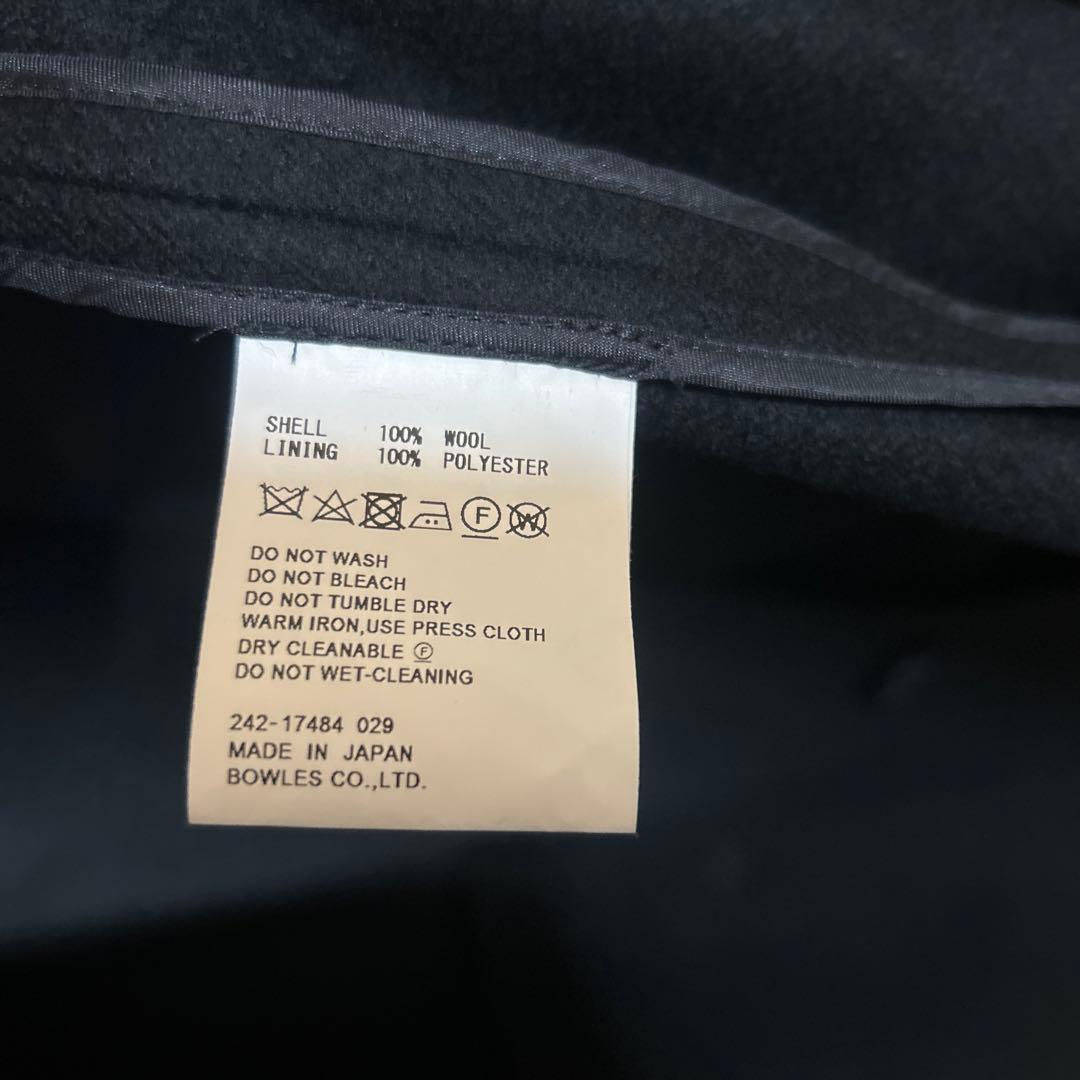 SHELL 100% WOOL
LINING 100% POLYESTER
F W
DO NOT WASH
DO NOT BLEACH
DO NOT TUMBLE DRY
WARM IRON,USE PRESS CLOTH
DRY CLEANABLE Ⓕ
DO NOT WET-CLEANING
242-17484 029
MADE IN JAPAN
BOWLES CO.,LTD.